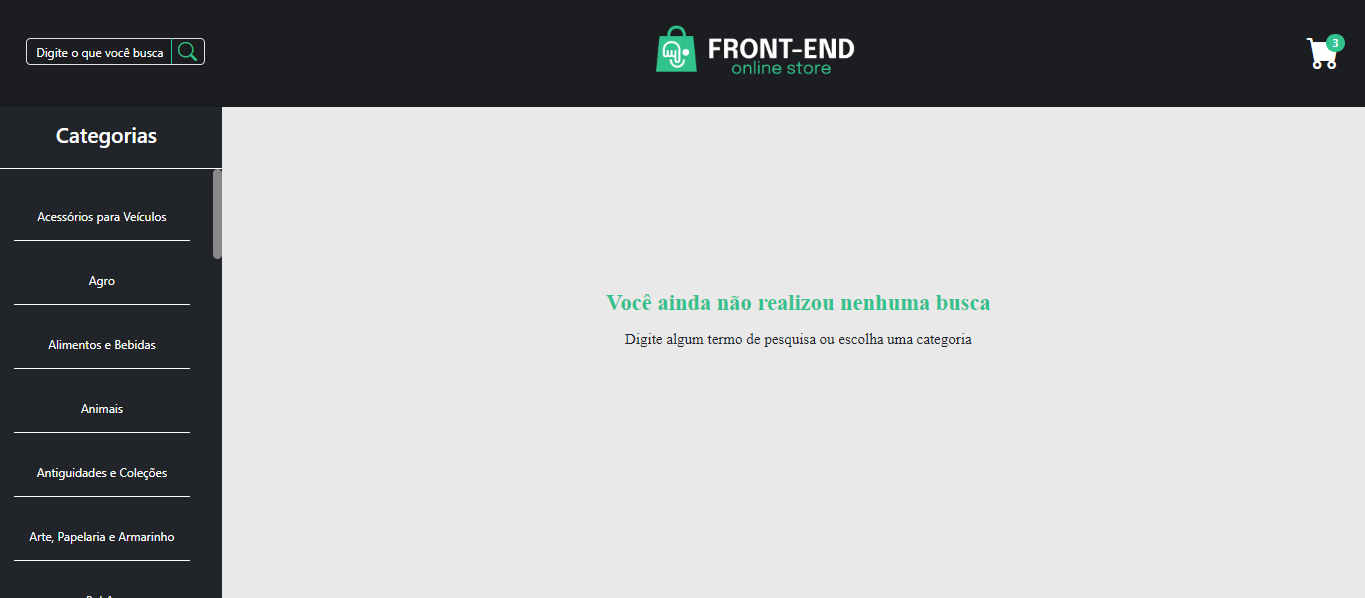 Digite o que você busca
FRONT-END
online store
3
Categorias
Acessórios para Veículos
Agro
Alimentos e Bebidas
Animais
Antiguidades e Coleções
Arte, Papelaria e Armarinho
Você ainda não realizou nenhuma busca
Digite algum termo de pesquisa ou escolha uma categoria